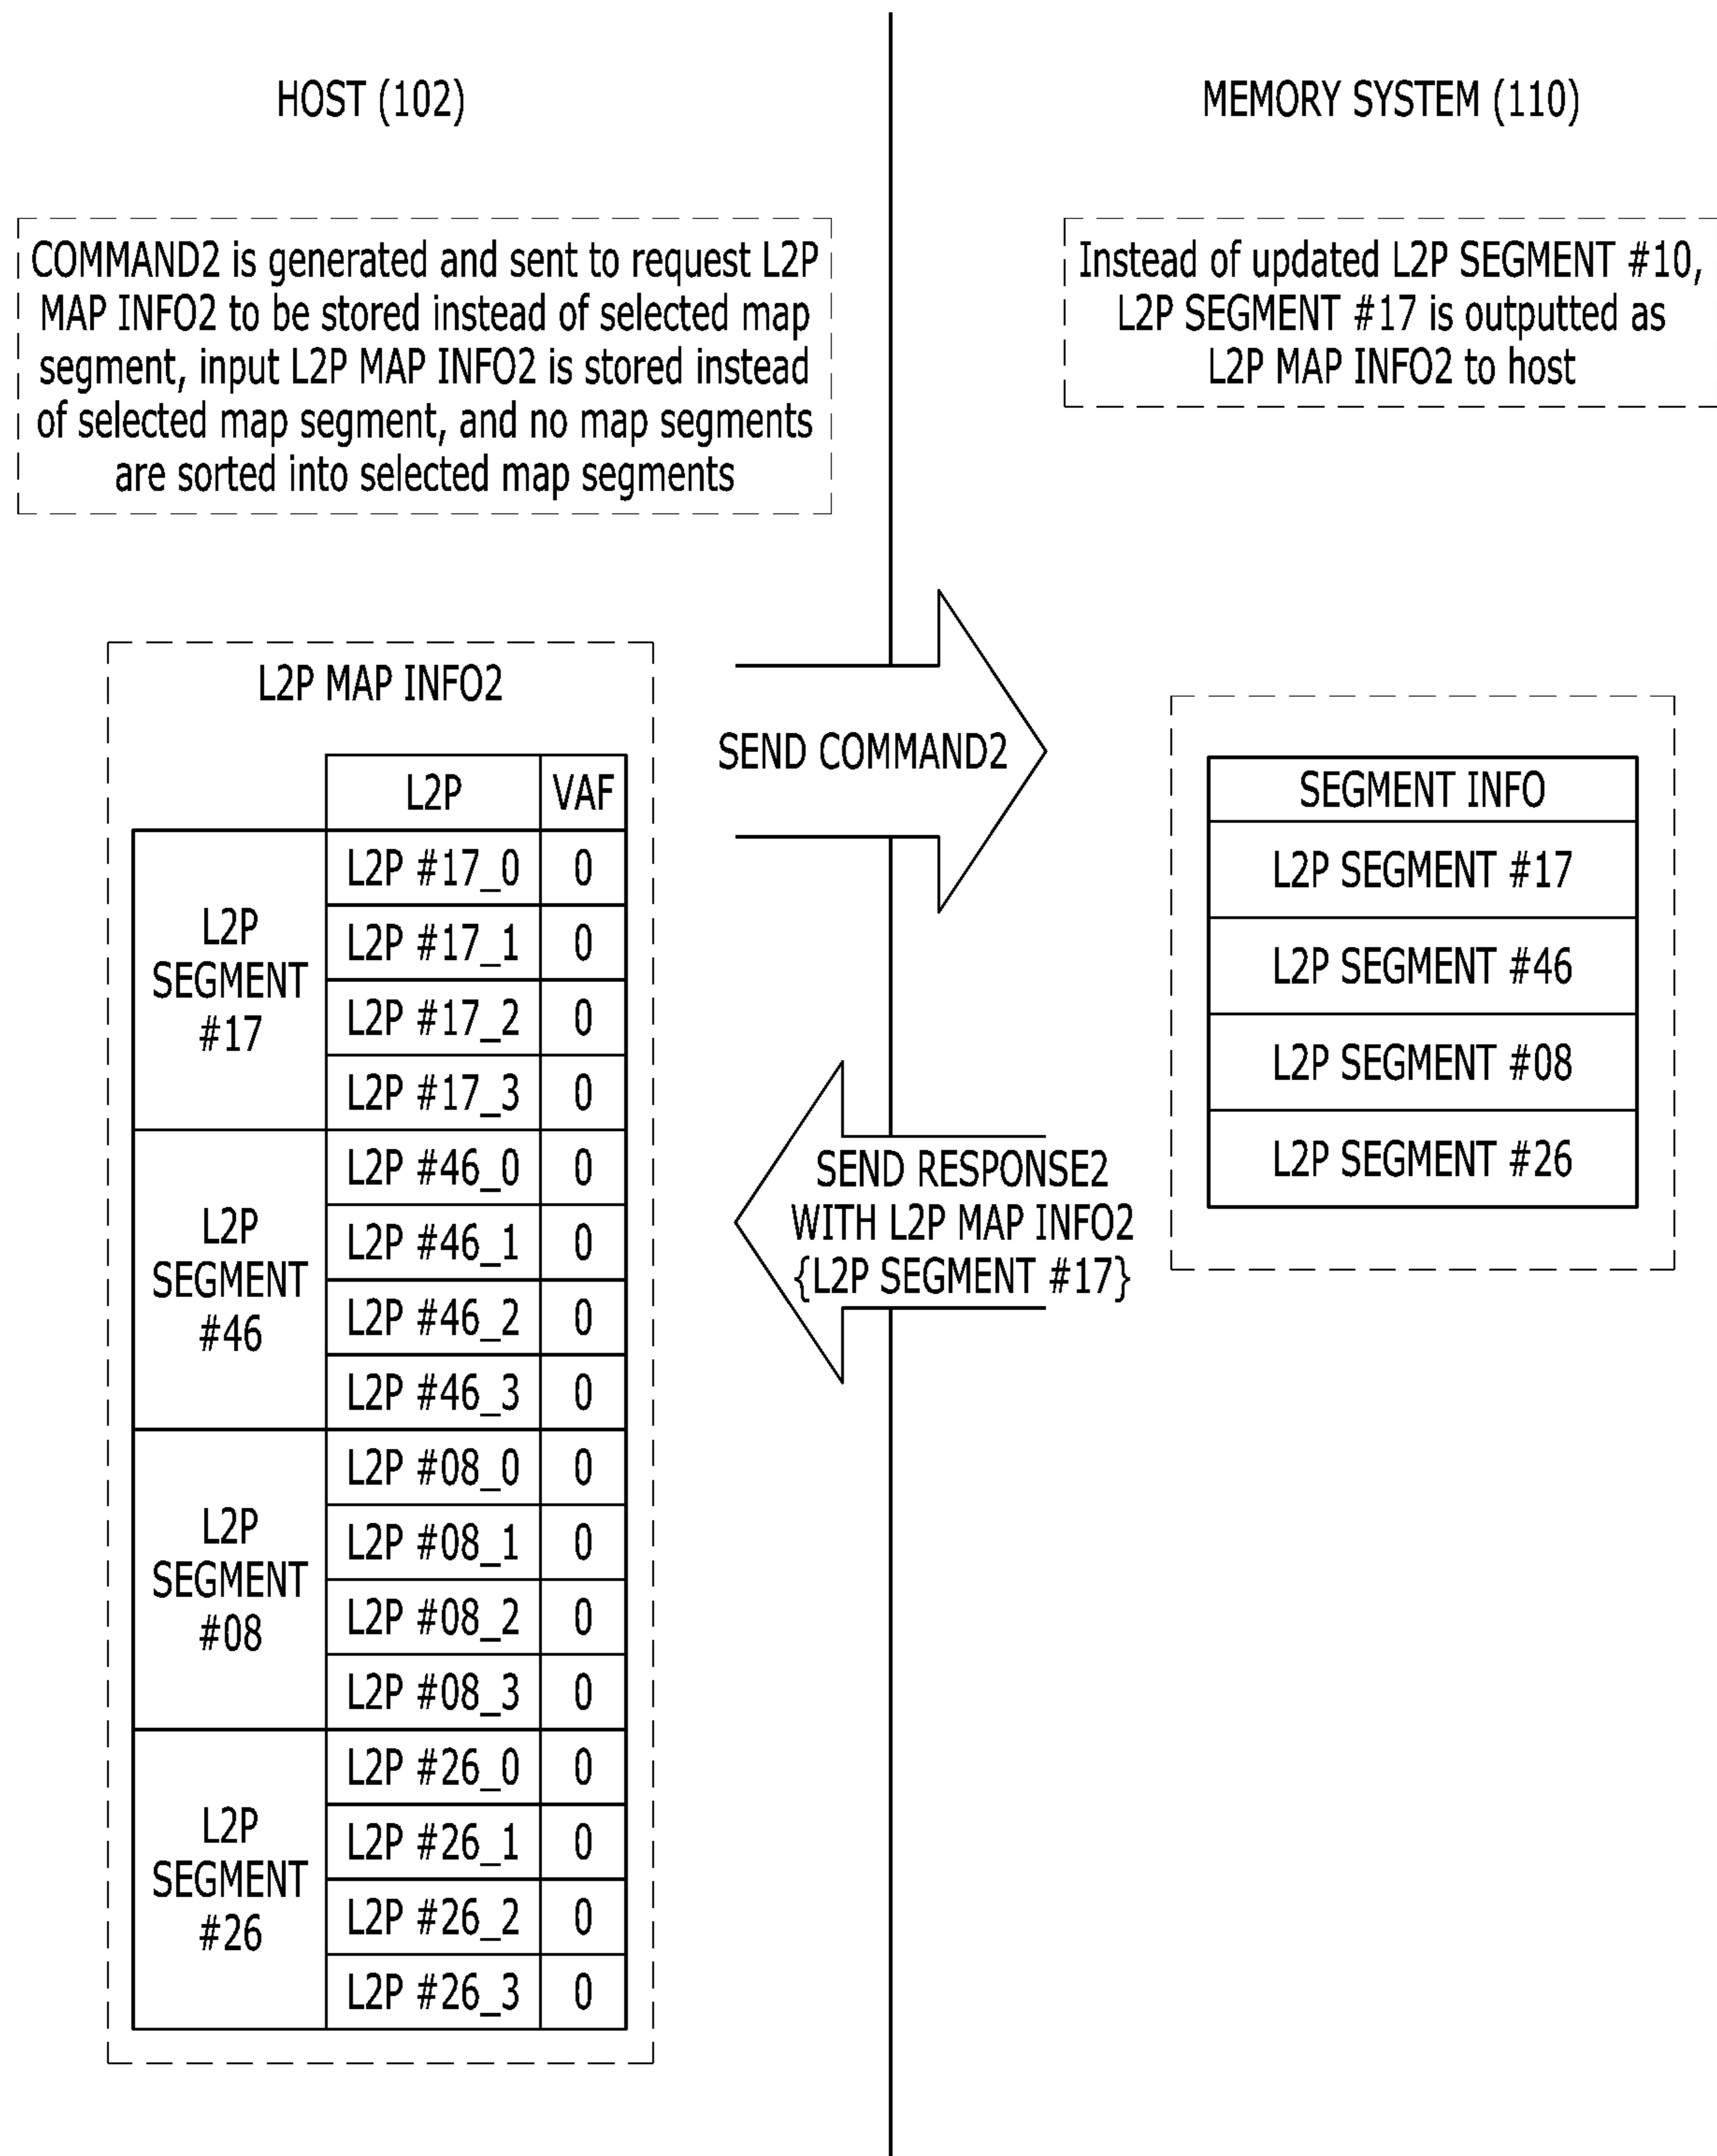 HOST (102)
MEMORY SYSTEM (110)
COMMAND2 is generated and sent to request L2P
MAP INFO2 to be stored instead of selected map
segment, input L2P MAP INFO2 is stored instead
of selected map segment, and no map segments
are sorted into selected map segments
Instead of updated L2P SEGMENT #10,
L2P SEGMENT #17 is outputted as
L2P MAP INFO2 to host
L2P MAP INFO2
L2P VAF
L2P
SEGMENT
#17
L2P #17_0 0
L2P #17_1 0
L2P #17_2 0
L2P #17_3 0
L2P
SEGMENT
#46
L2P #46_0 0
L2P #46_1 0
L2P #46_2 0
L2P #46_3 0
L2P
SEGMENT
#08
L2P #08_0 0
L2P #08_1 0
L2P #08_2 0
L2P #08_3 0
L2P
SEGMENT
#26
L2P #26_0 0
L2P #26_1 0
L2P #26_2 0
L2P #26_3 0
SEND COMMAND2
SEND RESPONSE2
WITH L2P MAP INFO2
{L2P SEGMENT #17}
SEGMENT INFO
L2P SEGMENT #17
L2P SEGMENT #46
L2P SEGMENT #08
L2P SEGMENT #26